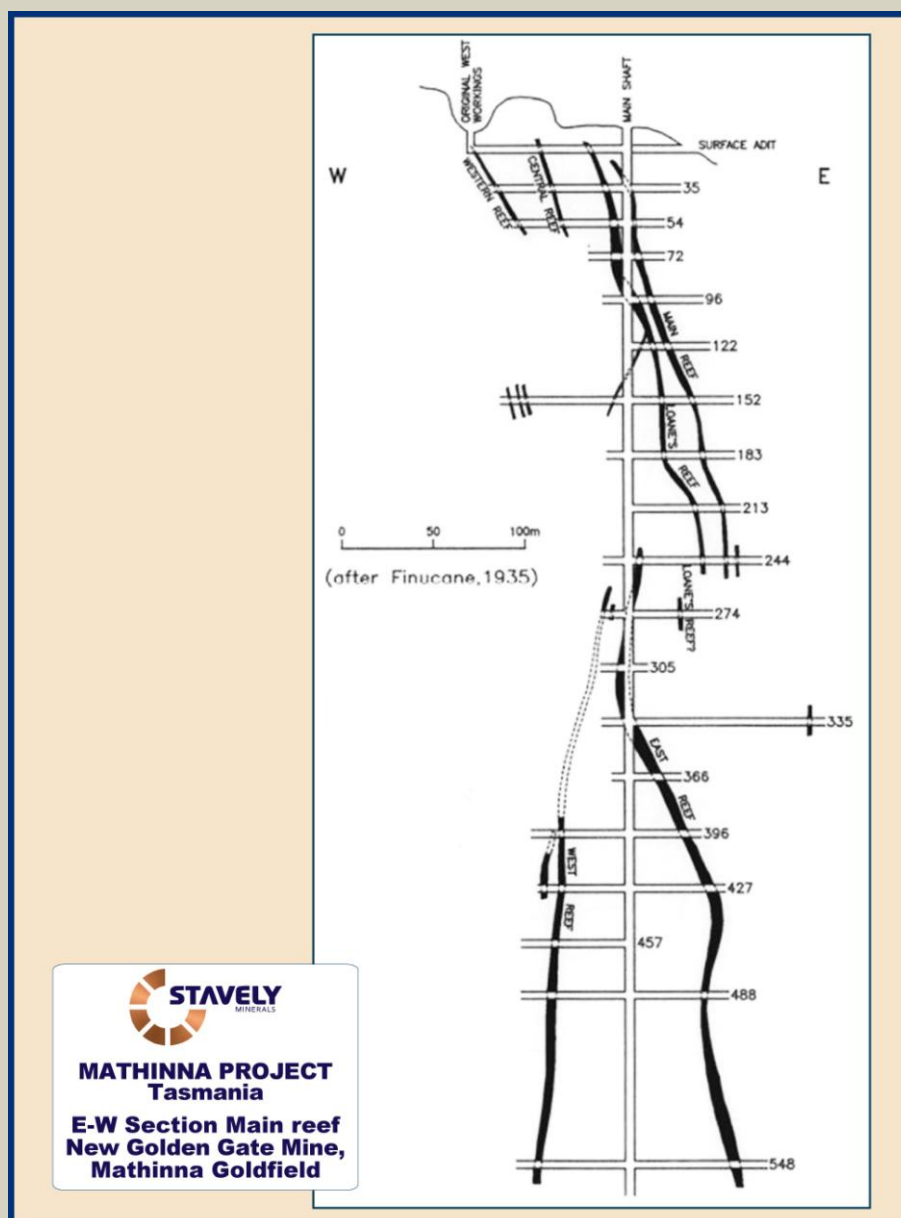 ORIGINAL WEST
WORKINGS
MAIN SHAFT
SURFACE ADIT
W
E
WESTERN REEF
CENTRAL REEF
35
54
72
96
MAIN REEF
122
152
LOANE'S REEF
183
213
0 50 100m
(after Finucane, 1935)
244
LOANE'S REEF?
274
305
335
EAST REEF
366
396
WEST REEF
427
457
488
548
STAVELY
MINERALS
MATHINNA PROJECT
Tasmania
E-W Section Main reef
New Golden Gate Mine,
Mathinna Goldfield